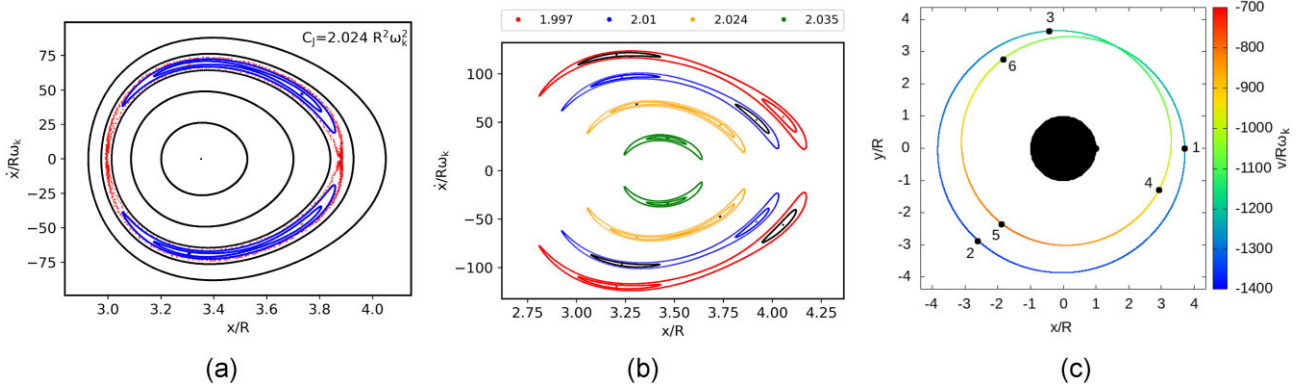 (a)
C_J=2.024 R²ω_k²
75
50
25
0
−25
−50
−75
ẋ/Rω_k
3.0 3.2 3.4 3.6 3.8 4.0
x/R
(b)
1.997 2.01 2.024 2.035
100
50
0
−50
−100
ẋ/Rω_k
2.75 3.00 3.25 3.50 3.75 4.00 4.25
x/R
(c)
4
3
2
1
0
-1
-2
-3
-4
y/R
-4 -3 -2 -1 0 1 2 3 4
x/R
3
6
1
4
5
2
-700
-800
-900
-1000
-1100
-1200
-1300
-1400
v/Rω_k
(a) (b) (c)